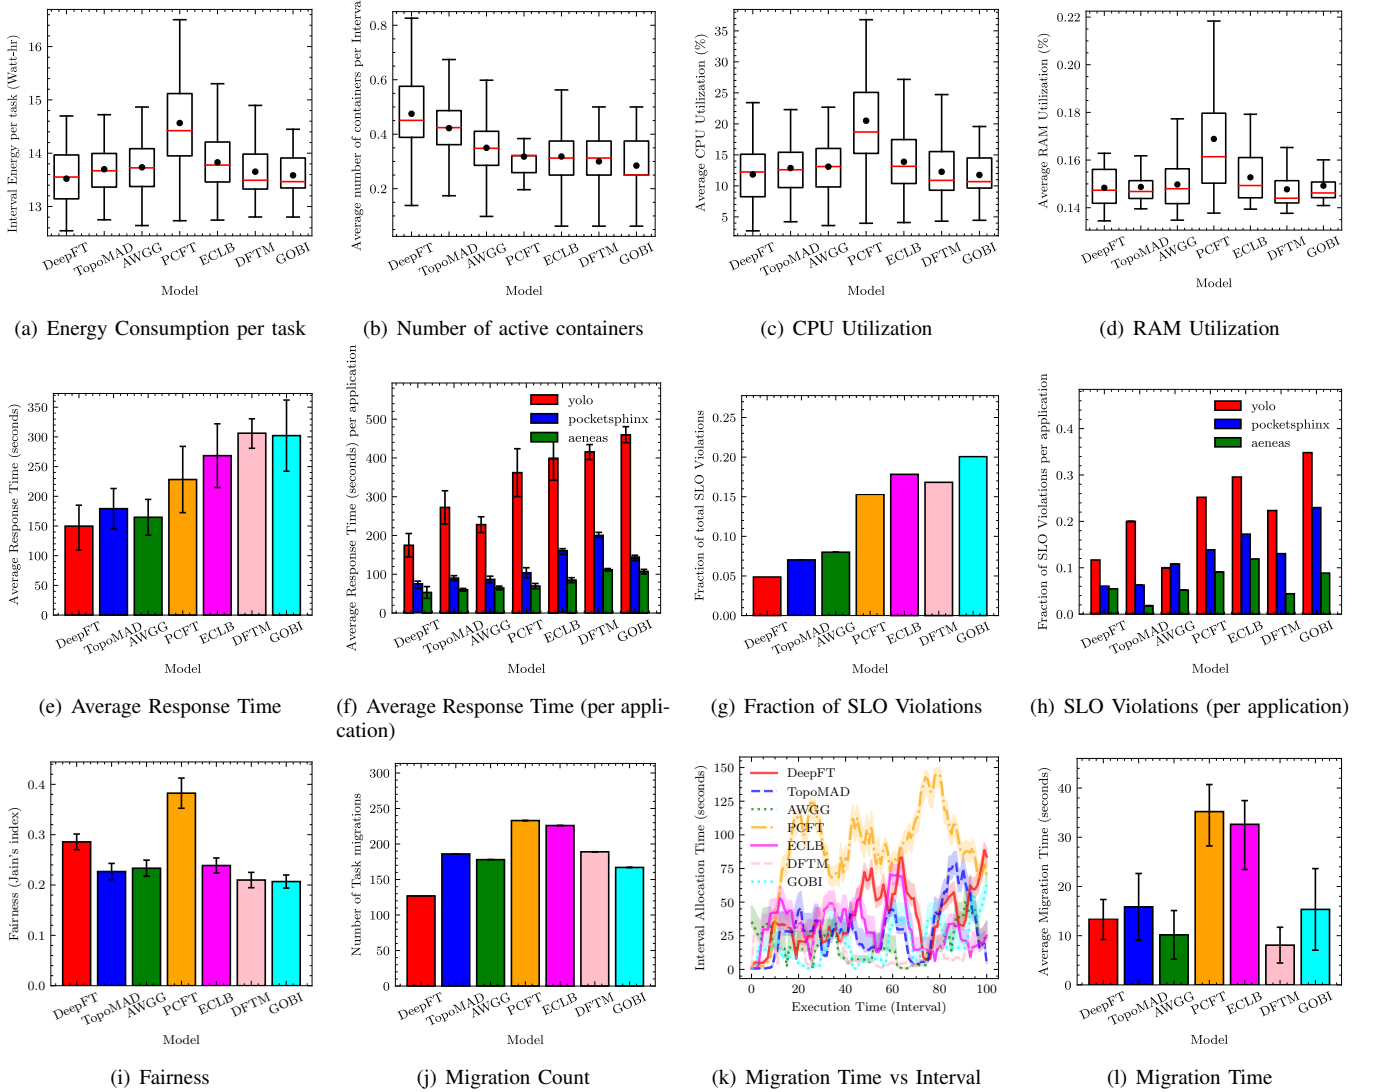 Interval Energy per task (Watt-hr)
16
15
14
13
DeepFT TopoMAD AWGG PCFT ECLB DFTM GOBI
Model
(a) Energy Consumption per task
Average number of containers per Interval
0.8
0.6
0.4
0.2
DeepFT TopoMAD AWGG PCFT ECLB DFTM GOBI
Model
(b) Number of active containers
Average CPU Utilization (%)
35
30
25
20
15
10
5
DeepFT TopoMAD AWGG PCFT ECLB DFTM GOBI
Model
(c) CPU Utilization
Average RAM Utilization (%)
0.22
0.20
0.18
0.16
0.14
DeepFT TopoMAD AWGG PCFT ECLB DFTM GOBI
Model
(d) RAM Utilization
Average Response Time (seconds)
350
300
250
200
150
100
50
0
DeepFT TopoMAD AWGG PCFT ECLB DFTM GOBI
Model
(e) Average Response Time
Average Response Time (seconds) per application
500
400
300
200
100
0
yolo
pocketsphinx
aeneas
DeepFT TopoMAD AWGG PCFT ECLB DFTM GOBI
Model
(f) Average Response Time (per appli-
cation)
Fraction of total SLO Violations
0.25
0.20
0.15
0.10
0.05
0.00
DeepFT TopoMAD AWGG PCFT ECLB DFTM GOBI
Model
(g) Fraction of SLO Violations
Fraction of SLO Violations per application
0.4
0.3
0.2
0.1
0.0
yolo
pocketsphinx
aeneas
DeepFT TopoMAD AWGG PCFT ECLB DFTM GOBI
Model
(h) SLO Violations (per application)
Fairness (Jain's index)
0.4
0.3
0.2
0.1
0.0
DeepFT TopoMAD AWGG PCFT ECLB DFTM GOBI
Model
(i) Fairness
Number of Task migrations
300
250
200
150
100
50
0
DeepFT TopoMAD AWGG PCFT ECLB DFTM GOBI
Model
(j) Migration Count
Interval Allocation Time (seconds)
150
125
100
75
50
25
0
DeepFT
TopoMAD
AWGG
PCFT
ECLB
DFTM
GOBI
0 20 40 60 80 100
Execution Time (Interval)
(k) Migration Time vs Interval
Average Migration Time (seconds)
40
30
20
10
0
DeepFT TopoMAD AWGG PCFT ECLB DFTM GOBI
Model
(l) Migration Time